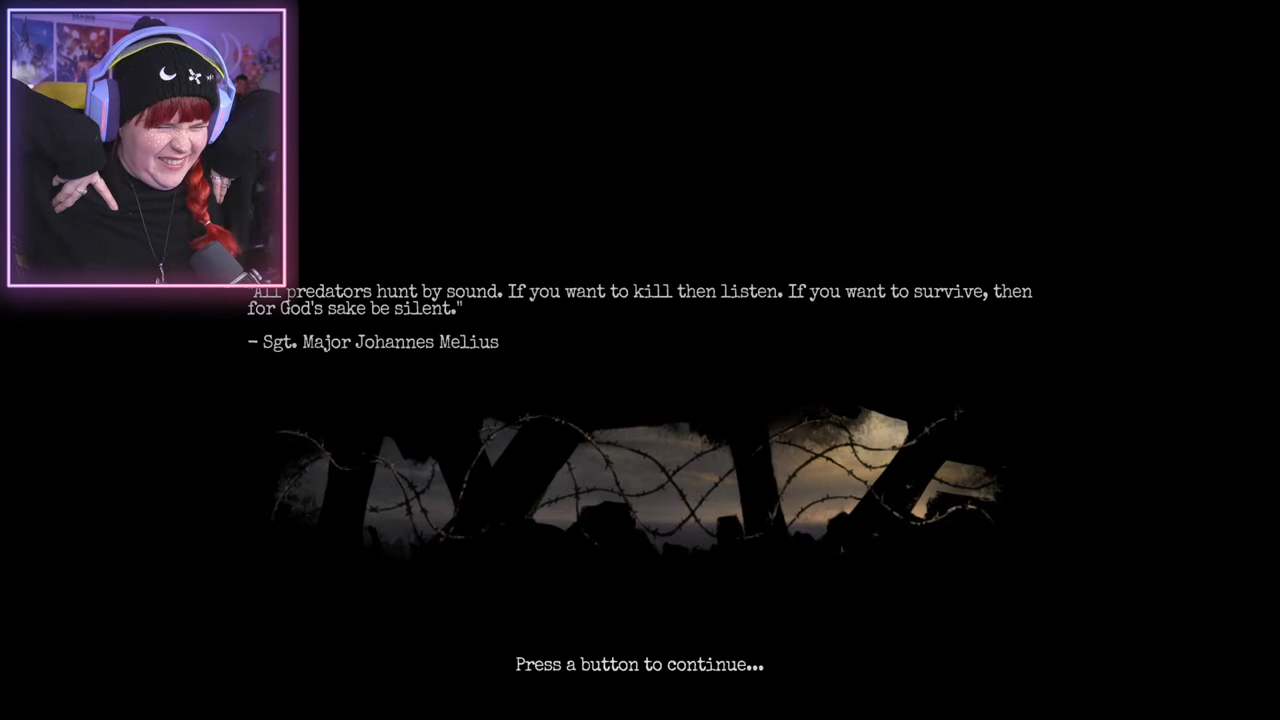 "All predators hunt by sound. If you want to kill then listen. If you want to survive, then
for God's sake be silent."
– Sgt. Major Johannes Melius
Press a button to continue...